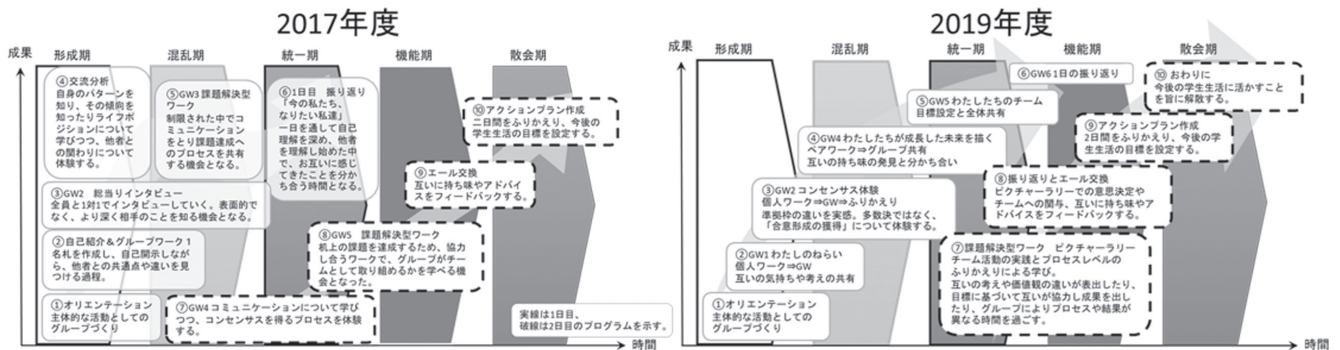 2017年度
成果
形成期
混乱期
統一期
機能期
散会期
④交流分析
自身のパターンを
知り、その傾向を
知ったりライフポ
ジションについて
学びつつ、他者と
の関わりについて
体験する。
⑤GW3 課題解決型
ワーク
制限された中でコ
ミュニケーション
をとり課題達成へ
のプロセスを共有
する機会となる。
⑥1日目 振り返り
「今の私たち、
なりたい私達」
一日を通して自己
理解を深め、他者
を理解し始めた中
で、お互いに感じ
てきたことを分か
ち合う時間となる。
⑩アクションプラン作成
二日間をふりかえり、今後の
学生生活の目標を設定する。
③GW2 総当りインタビュー
全員と1対1でインタビューしていく。表面的で
なく、より深く相手のことを知る機会となる。
⑨エール交換
互いに持ち味やアドバイ
スをフィードバックする。
②自己紹介&グループワーク1
名札を作成し、自己開示しなが
ら、他者との共通点や違いを見
つける過程。
⑧GW5 課題解決型ワーク
机上の課題を達成するため、協力
し合うワークで、グループがチー
ムとして取り組めるかを学べる機
会となった。
①オリエンテーション
主体的な活動としての
グループづくり
⑦GW4 コミュニケーションについて学び
つつ、コンセンサスを得るプロセスを体験
する。
実線は1日目、
破線は2日目のプログラムを示す。
時間
2019年度
成果
形成期
混乱期
統一期
機能期
散会期
⑥GW6 1日の振り返り
⑩ おわりに
今後の学生生活に活かすこと
を旨に解散する。
⑤GW5 わたしたちのチーム
目標設定と全体共有
⑨アクションプラン作成
2日間をふりかえり、今後の学
生生活の目標を設定する。
④GW4 わたしたちが成長した未来を描く
ペアワーク⇒グループ共有
互いの持ち味の発見と分かち合い
⑧振り返りとエール交換
ピクチャーラリーでの意思決定や
チームへの関与、互いに持ち味や
アドバイスをフィードバックする。
③GW2 コンセンサス体験
個人ワーク⇒GW⇒ふりかえり
準拠枠の違いを実感。多数決ではなく、
「合意形成の獲得」について体験する。
⑦課題解決型ワーク ピクチャーラリー
チーム活動の実践とプロセスレベルの
ふりかえりによる学び。
互いの考えや価値観の違いが表出したり、
目標に基づいて互いが協力し成果を出し
たり、グループによりプロセスや結果が
異なる時間を過ごす。
②GW1 わたしのねらい
個人ワーク⇒GW
互いの気持ちや考えの共有
①オリエンテーション
主体的な活動としての
グループづくり
時間